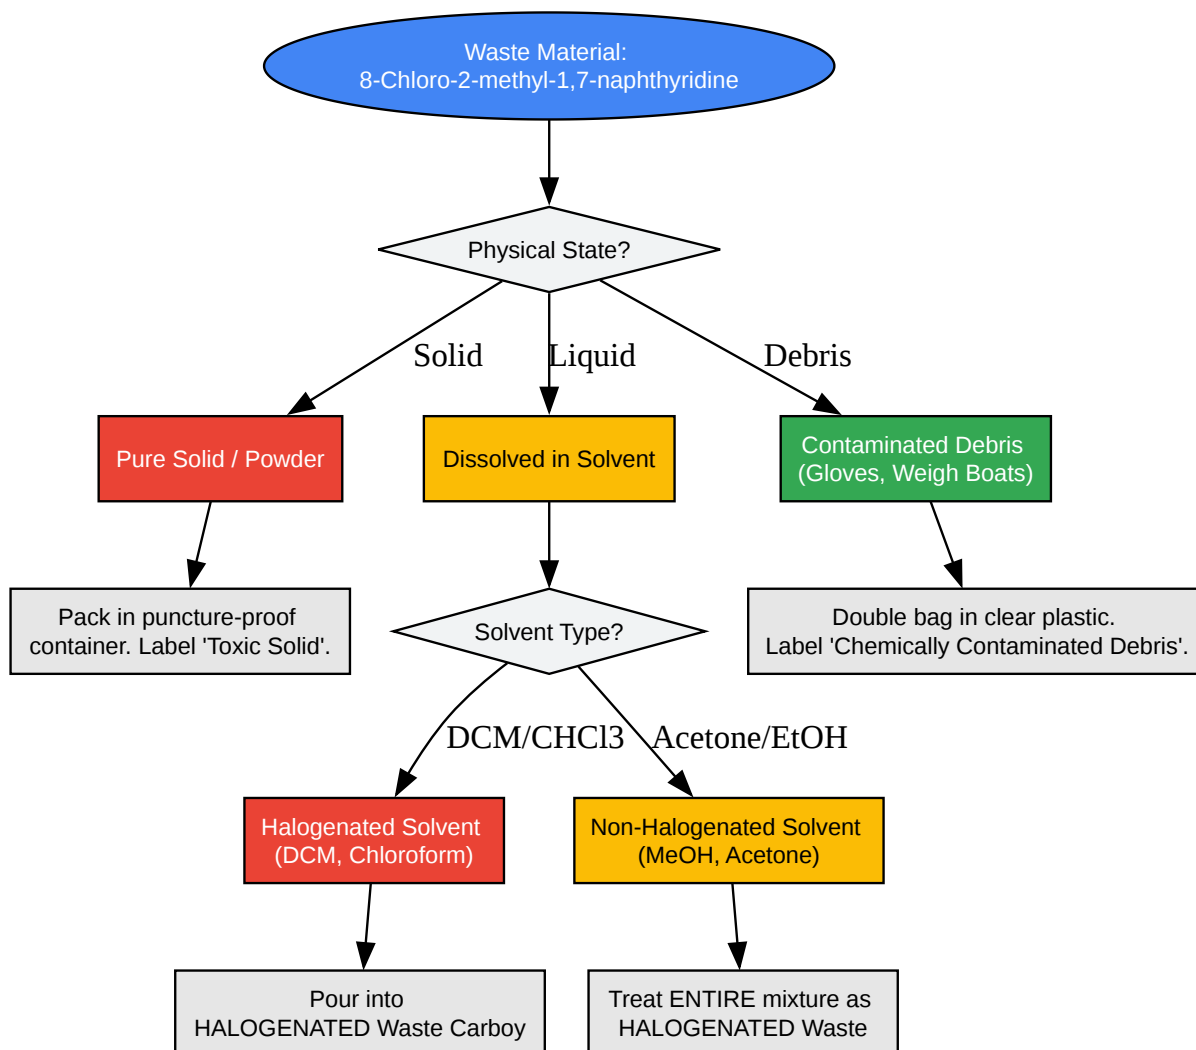 Waste Material:
8-Chloro-2-methyl-1,7-naphthyridine
Physical State?
Solid
Liquid
Debris
Pure Solid / Powder
Dissolved in Solvent
Contaminated Debris
(Gloves, Weigh Boats)
Pack in puncture-proof
container. Label 'Toxic Solid'.
Solvent Type?
Double bag in clear plastic.
Label 'Chemically Contaminated Debris'.
DCM/CHCl3
Acetone/EtOH
Halogenated Solvent
(DCM, Chloroform)
Non-Halogenated Solvent
(MeOH, Acetone)
Pour into
HALOGENATED Waste Carboy
Treat ENTIRE mixture as
HALOGENATED Waste